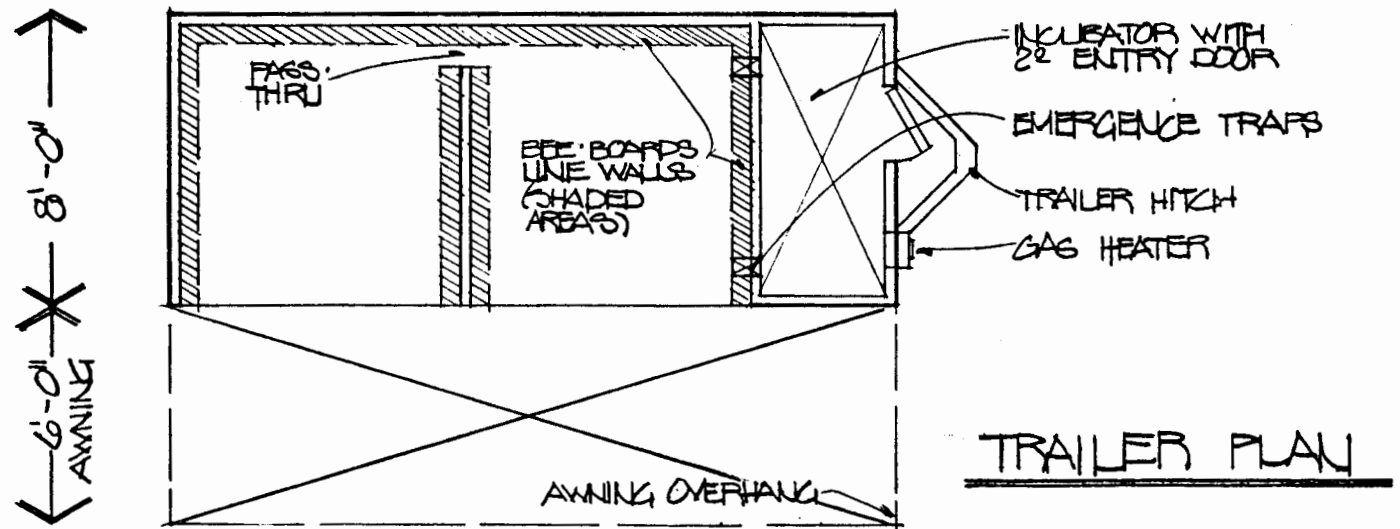 8'-0"
6'-0"
AWNING
PASS·
THRU
BEE·BOARDS
LINE WALLS
(SHADED
AREAS)
INCUBATOR WITH
2⁰ ENTRY DOOR
EMERGENCE TRAPS
TRAILER HITCH
GAS HEATER
AWNING OVERHANG
TRAILER PLAN